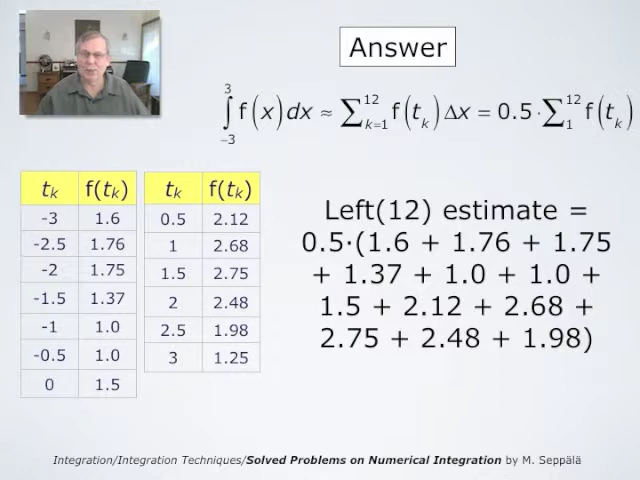 Answer
3
∫ f(x)dx ≈ ∑ 12 k=1 f(t_k) Δx = 0.5 · ∑ 12 1 f(t_k)
−3
t_k f(t_k)
-3 1.6
-2.5 1.76
-2 1.75
-1.5 1.37
-1 1.0
-0.5 1.0
0 1.5
t_k f(t_k)
0.5 2.12
1 2.68
1.5 2.75
2 2.48
2.5 1.98
3 1.25
Left(12) estimate =
0.5·(1.6 + 1.76 + 1.75
+ 1.37 + 1.0 + 1.0 +
1.5 + 2.12 + 2.68 +
2.75 + 2.48 + 1.98)
Integration/Integration Techniques/Solved Problems on Numerical Integration by M. Seppälä